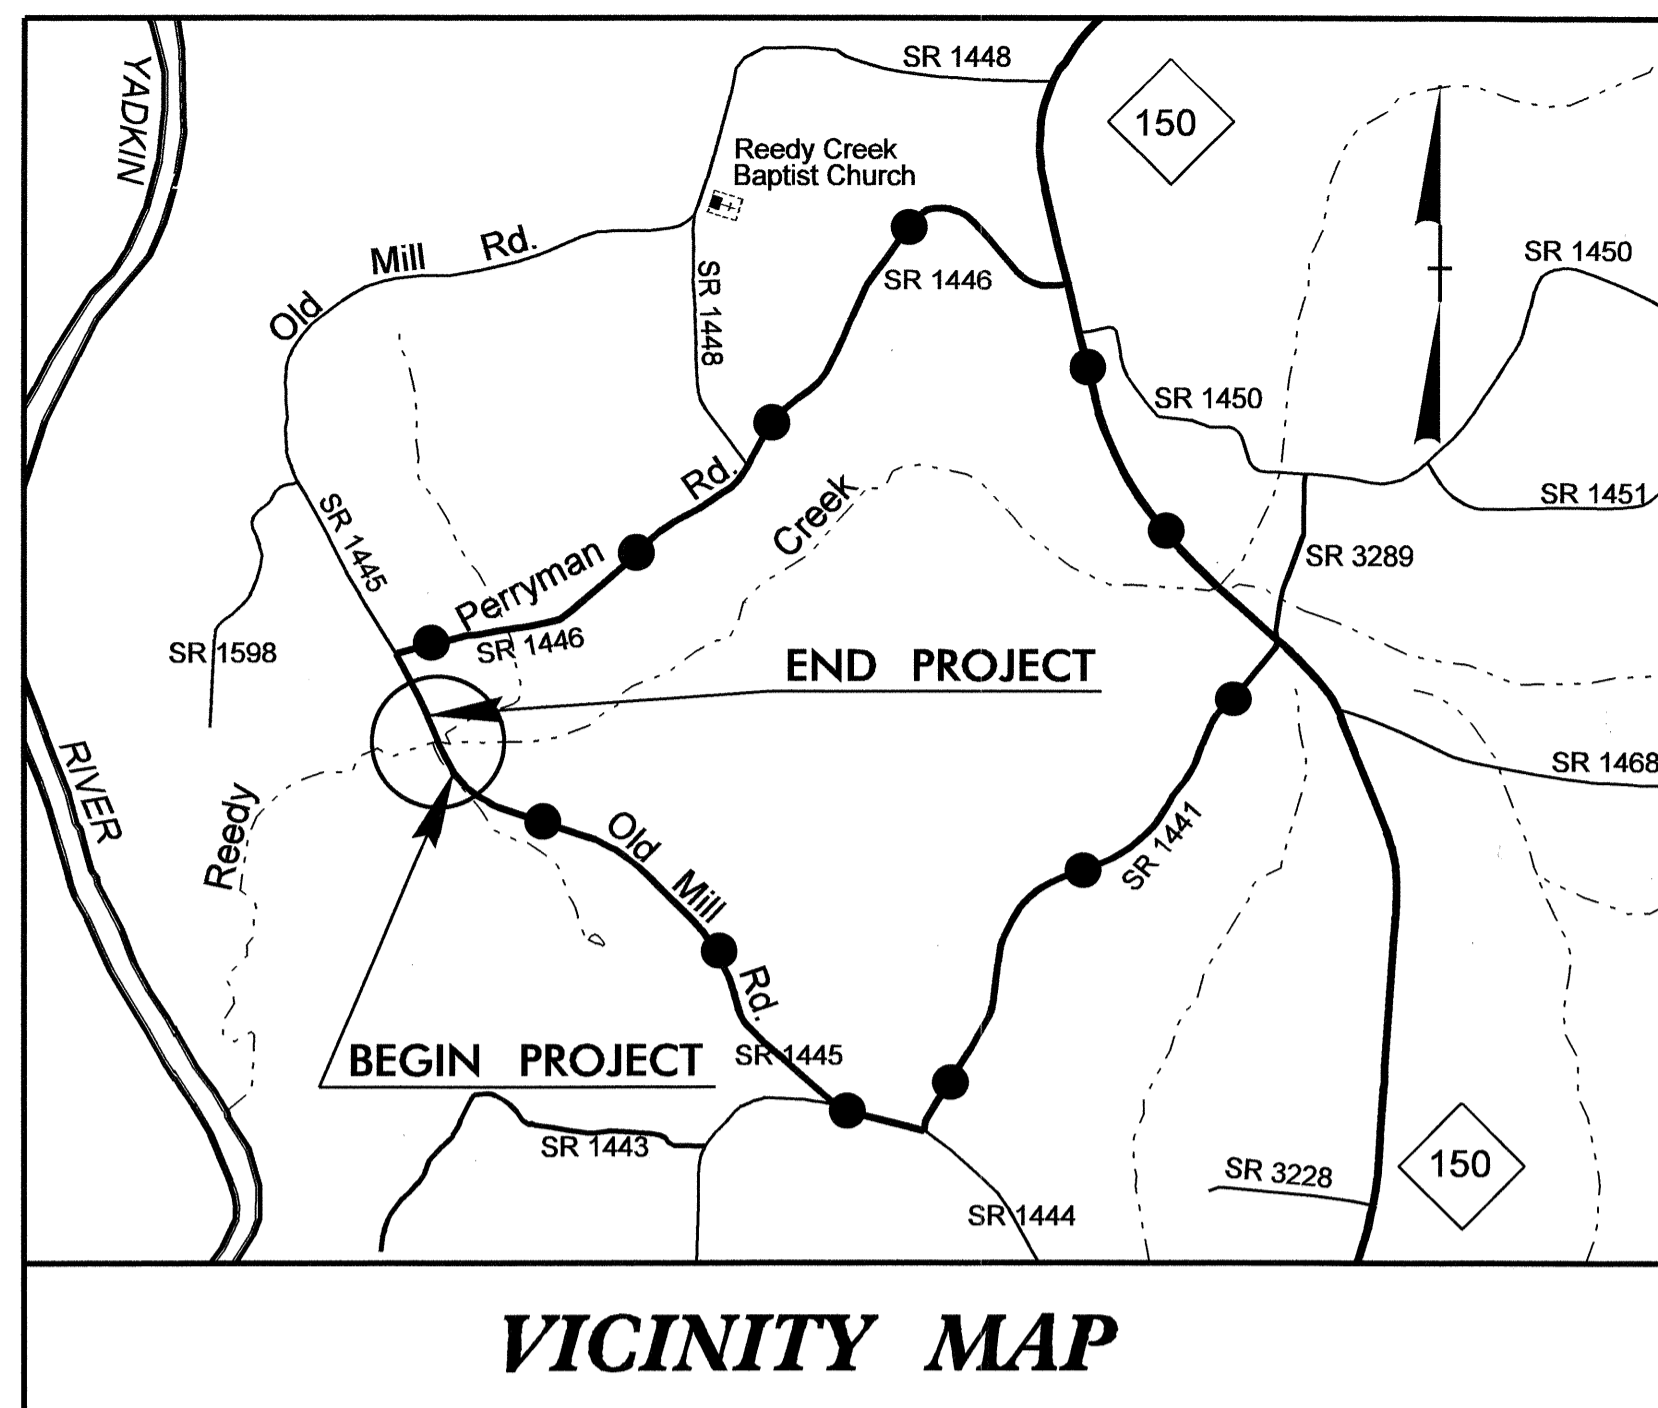 SR 1448
YADKIN
150
Reedy Creek
Baptist Church
Old Mill Rd.
SR 1448
SR 1446
SR 1450
SR 1450
SR 1451
SR 1445
Perryman Rd.
SR 1446
Creek
SR 3289
SR 1598
END PROJECT
RIVER
Reedy
SR 1468
Old Mill Rd.
SR 1441
BEGIN PROJECT
SR 1445
SR 1443
SR 1444
SR 3228
150
VICINITY MAP